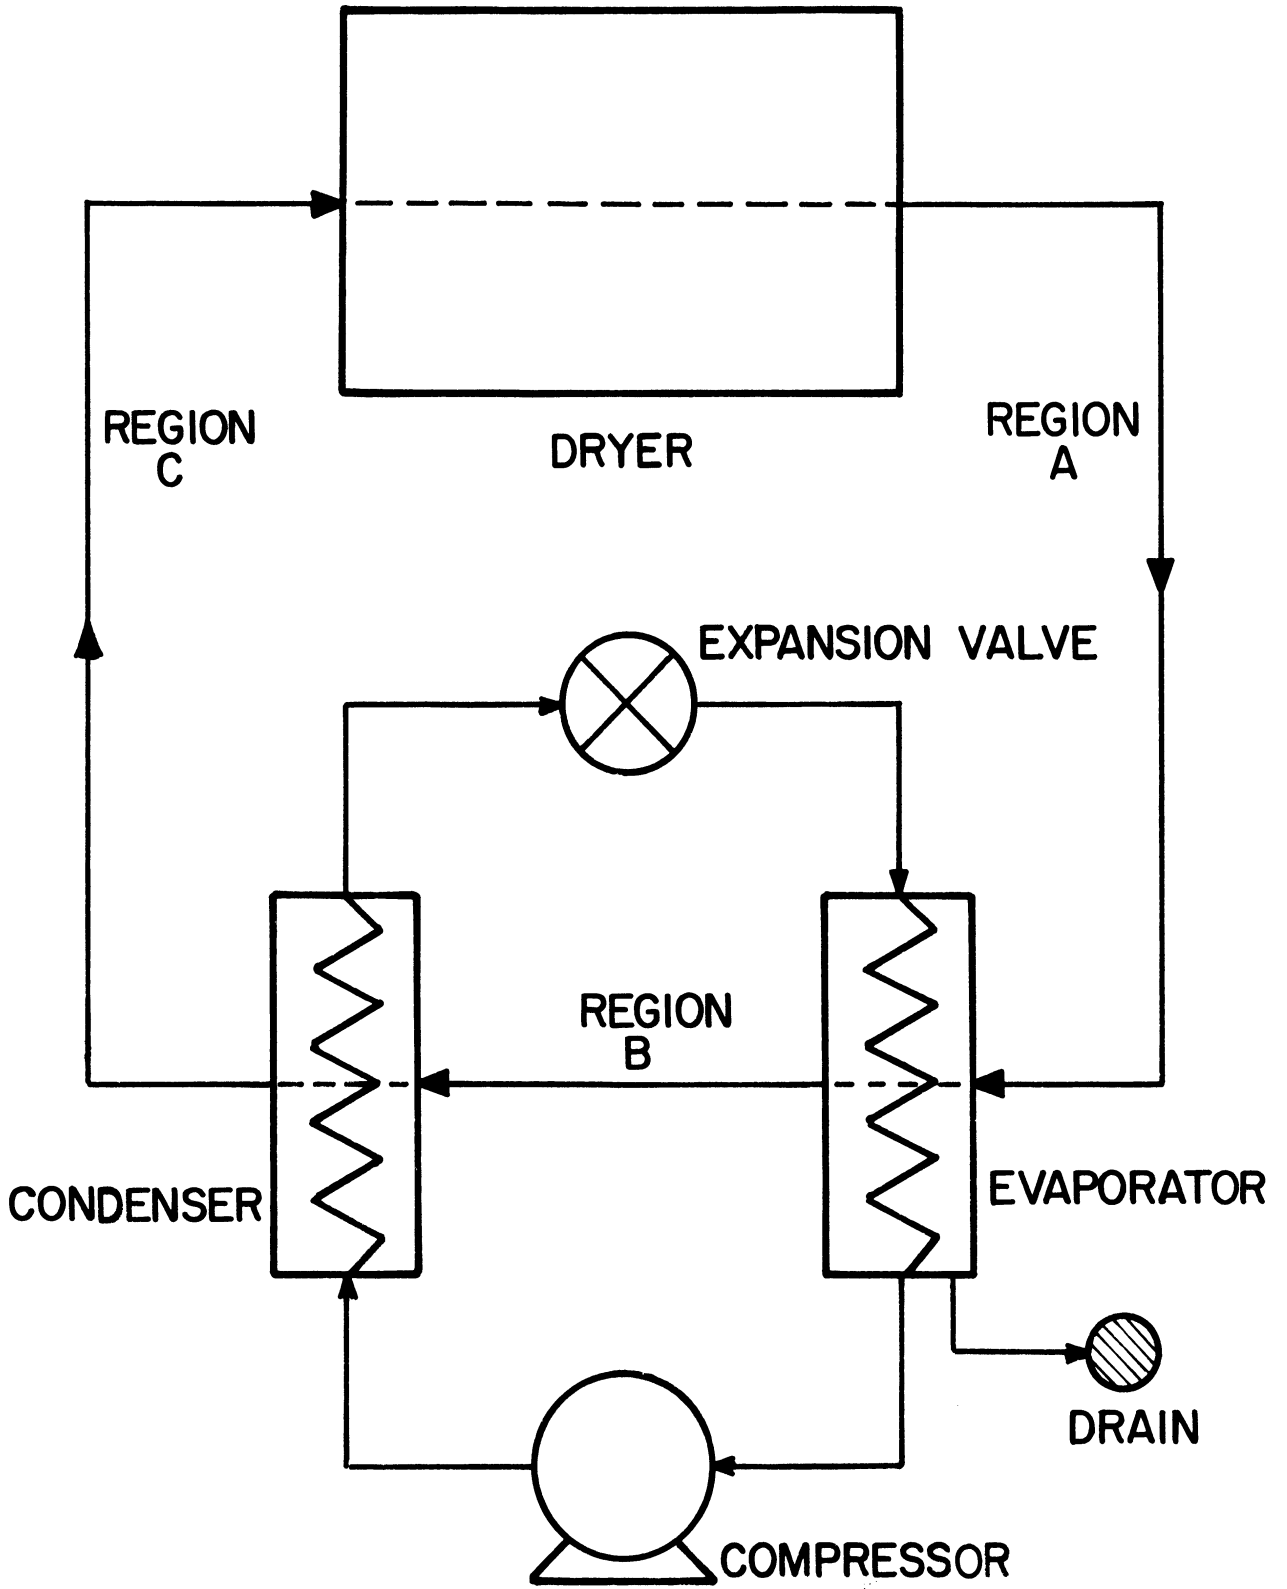 REGION
C
DRYER
REGION
A
EXPANSION VALVE
REGION
B
CONDENSER
EVAPORATOR
DRAIN
COMPRESSOR